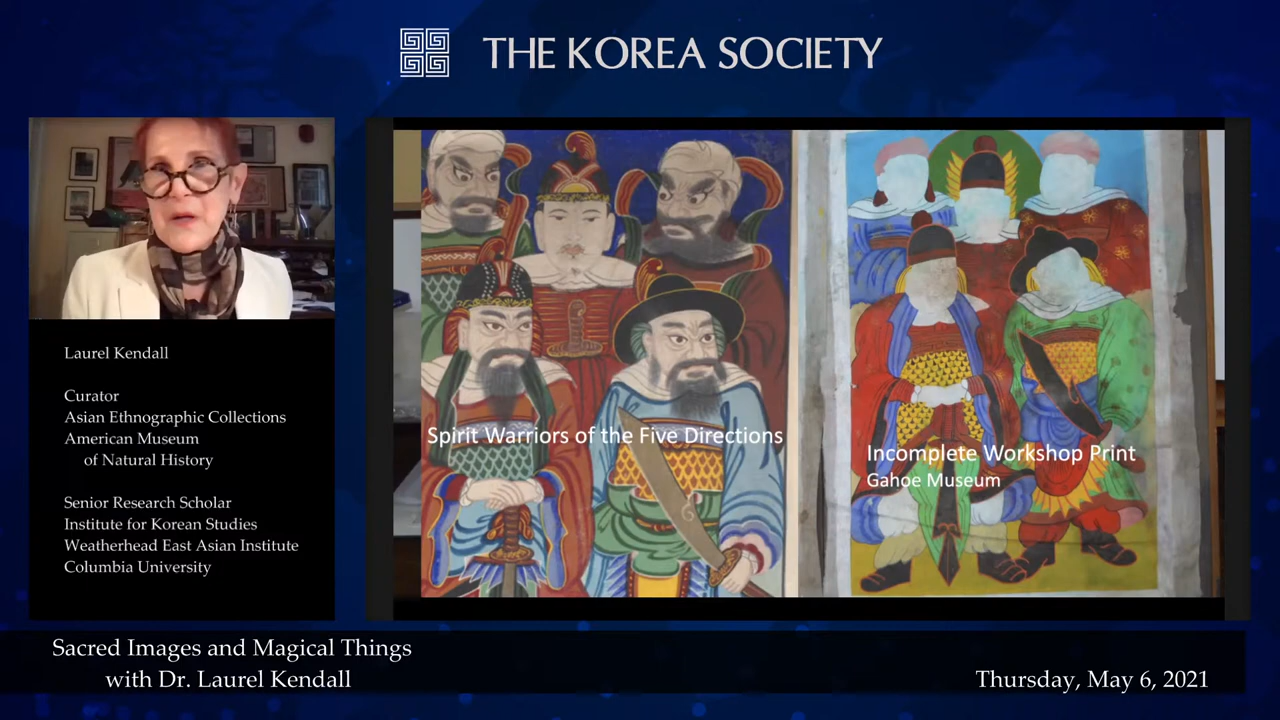 THE KOREA SOCIETY
Laurel Kendall
Curator
Asian Ethnographic Collections
American Museum
of Natural History
Senior Research Scholar
Institute for Korean Studies
Weatherhead East Asian Institute
Columbia University
Spirit Warriors of the Five Directions
Incomplete Workshop Print
Gahoe Museum
Sacred Images and Magical Things
with Dr. Laurel Kendall
Thursday, May 6, 2021